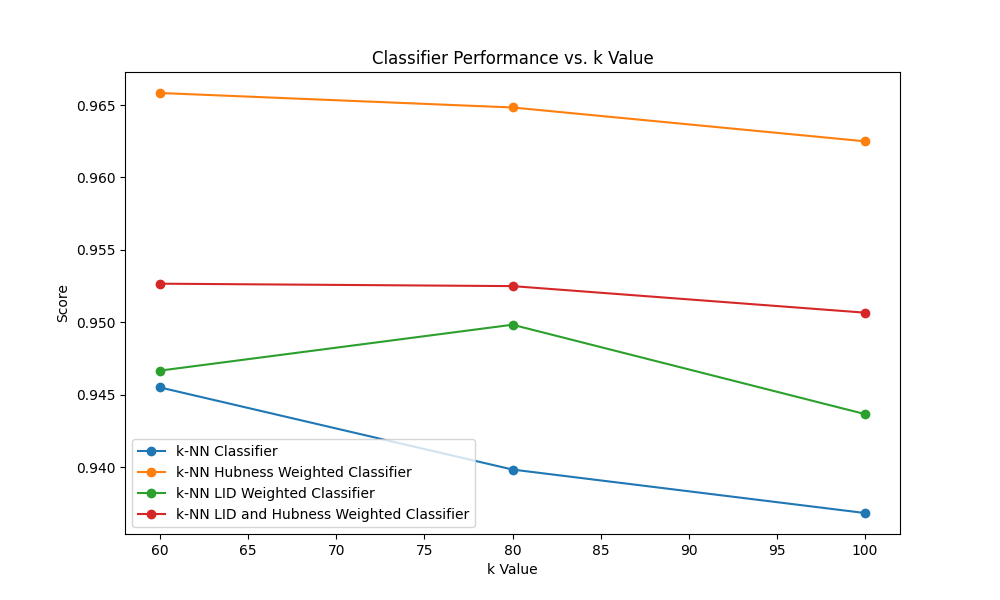 Classifier Performance vs. k Value
Score
0.965
0.960
0.955
0.950
0.945
0.940
k-NN Classifier
k-NN Hubness Weighted Classifier
k-NN LID Weighted Classifier
k-NN LID and Hubness Weighted Classifier
60 65 70 75 80 85 90 95 100
k Value